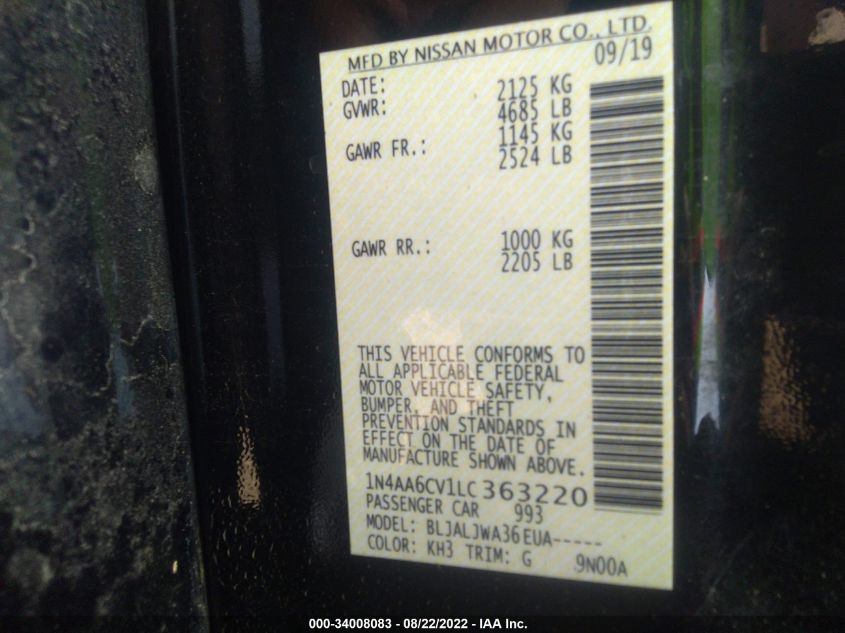 MFD BY NISSAN MOTOR CO., LTD.
DATE: 09/19
GVWR: 2125 KG
4685 LB
GAWR FR.: 1145 KG
2524 LB
GAWR RR.: 1000 KG
2205 LB
THIS VEHICLE CONFORMS TO
ALL APPLICABLE FEDERAL
MOTOR VEHICLE SAFETY,
BUMPER, AND THEFT
PREVENTION STANDARDS IN
EFFECT ON THE DATE OF
MANUFACTURE SHOWN ABOVE.
1N4AA6CV1LC363220
PASSENGER CAR 993
MODEL: BLJALJWA36EUA-----
COLOR: KH3 TRIM: G 9N00A
000-34008083 - 08/22/2022 - IAA Inc.